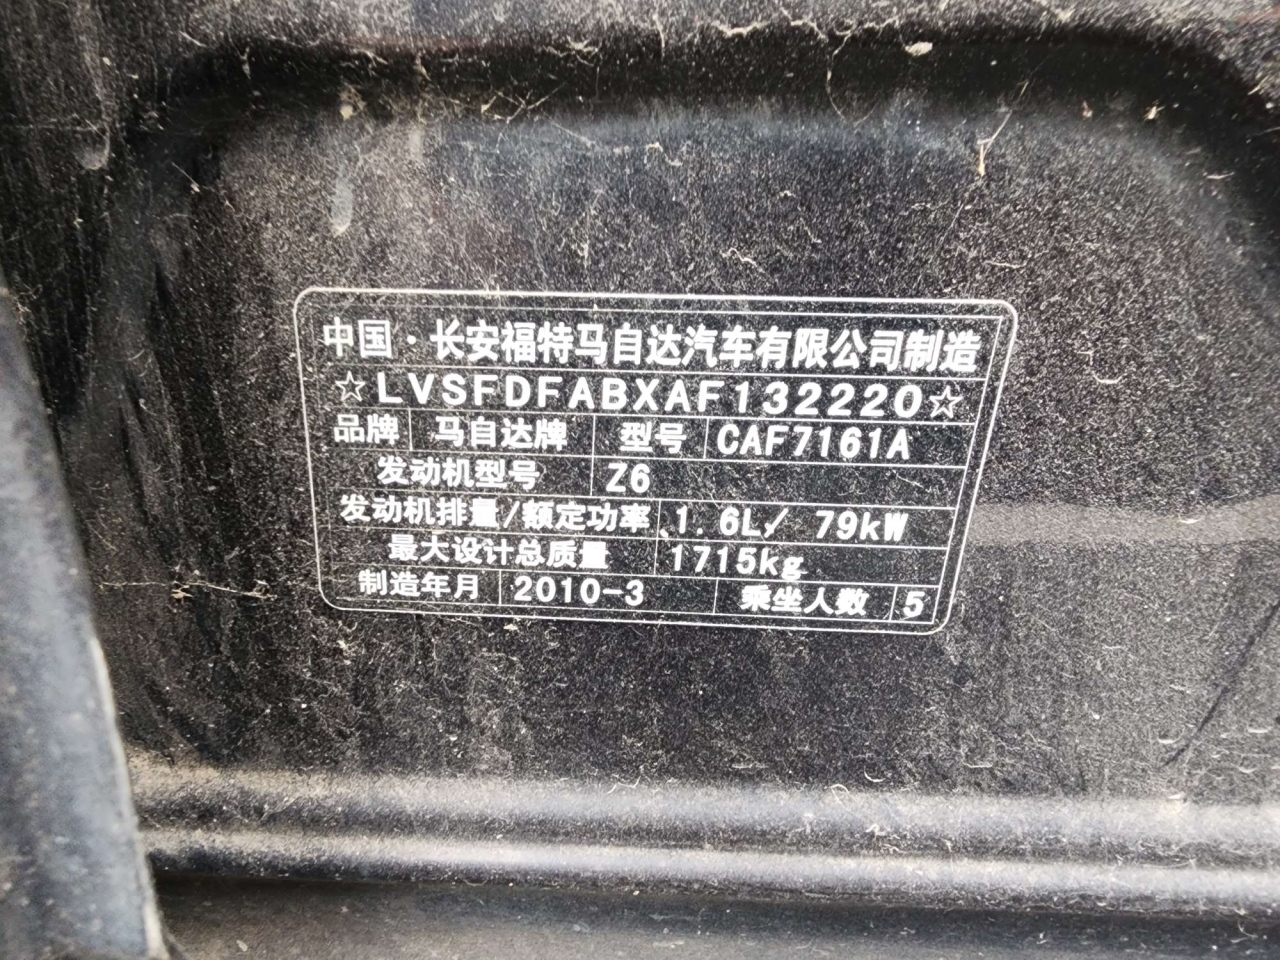 中国·长安福特马自达汽车有限公司制造
☆LVSFDFABXAF132220☆
品牌 马自达牌 型号 CAF7161A
发动机型号 Z6
发动机排量/额定功率 1.6L/ 79kW
最大设计总质量 1715kg
制造年月 2010-3 乘坐人数 5